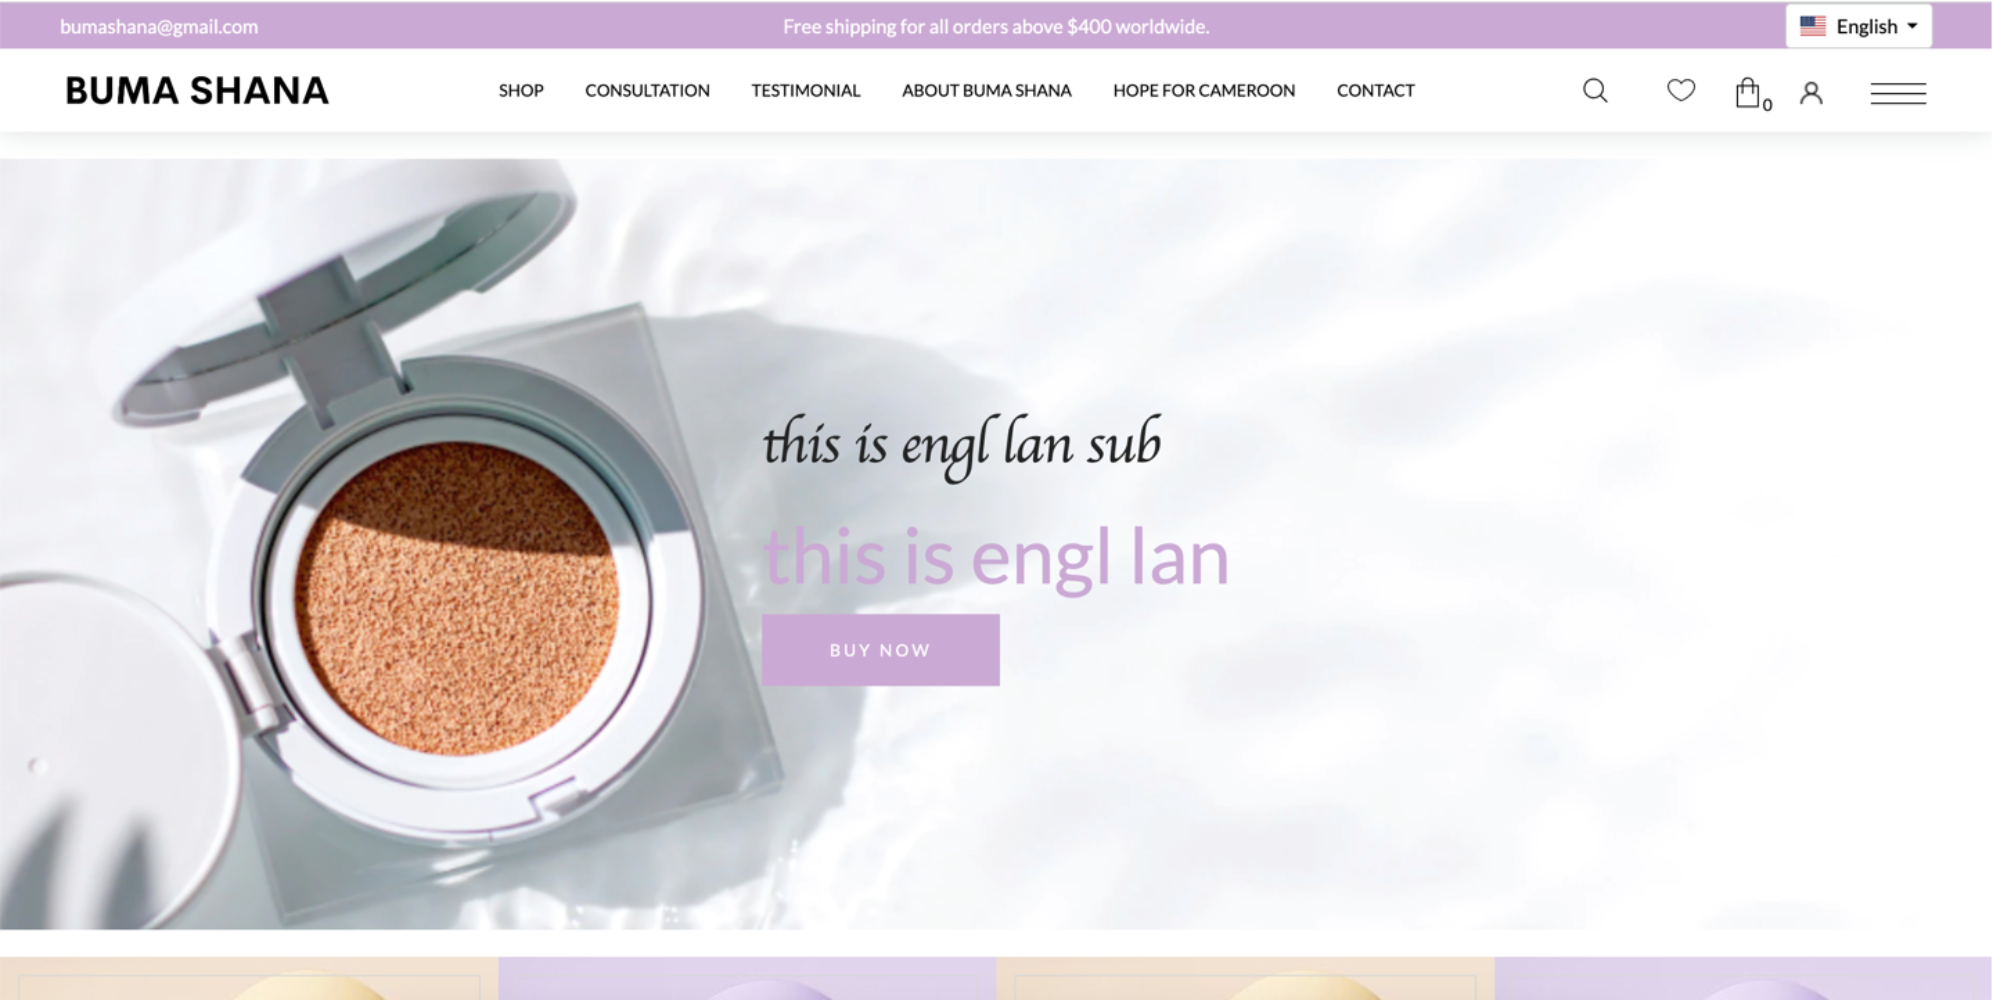 bumashana@gmail.com
Free shipping for all orders above $400 worldwide.
English
BUMA SHANA
SHOP
CONSULTATION
TESTIMONIAL
ABOUT BUMA SHANA
HOPE FOR CAMEROON
CONTACT
0
this is engl lan sub
this is engl lan
BUY NOW